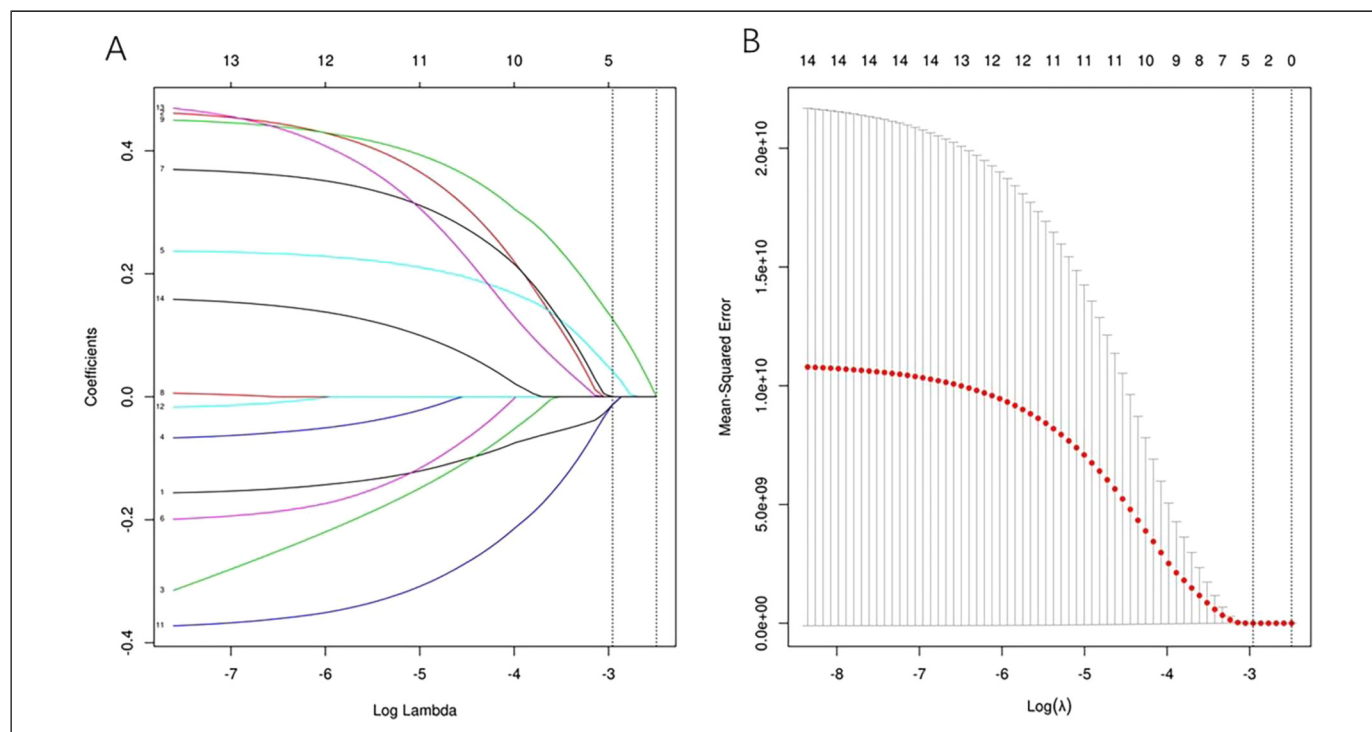 A
13 12 11 10 5
0.4
0.2
0.0
-0.2
-0.4
Coefficients
13
9
7
5
14
8
12
4
1
6
3
11
-7 -6 -5 -4 -3
Log Lambda
B
14 14 14 14 14 13 12 12 11 11 11 10 9 8 7 5 2 0
2.0e+10
1.5e+10
1.0e+10
5.0e+09
0.0e+00
Mean-Squared Error
-8 -7 -6 -5 -4 -3
Log(λ)